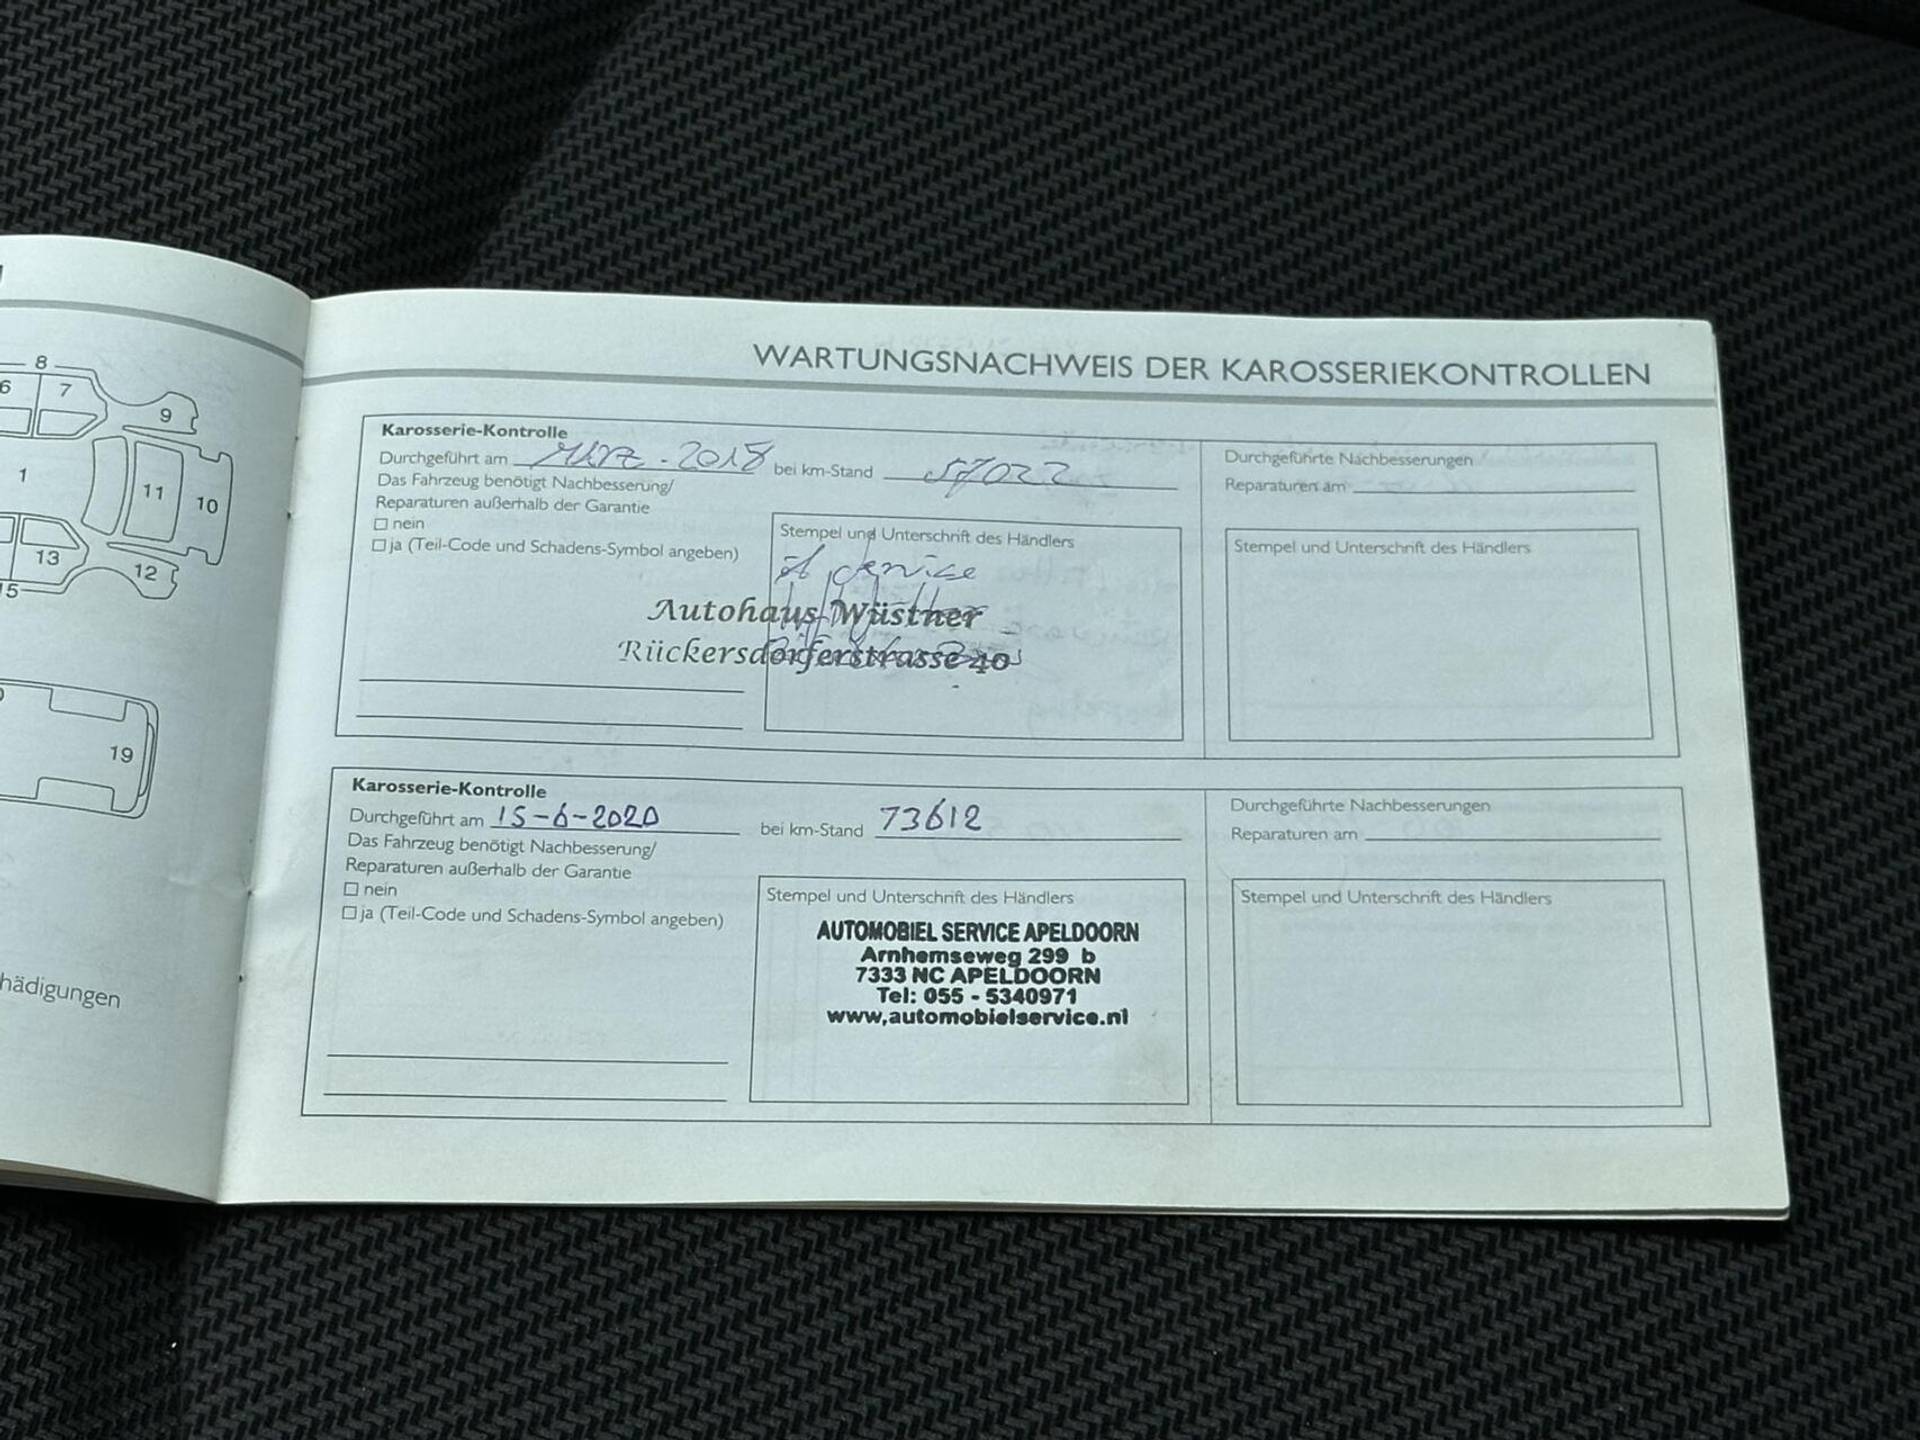 8
6
7
9
1
11
10
13
12
15
19
hädigungen
WARTUNGSNACHWEIS DER KAROSSERIEKONTROLLEN
Karosserie-Kontrolle
Durchgeführt am März - 2018 bei km-Stand 57022
Das Fahrzeug benötigt Nachbesserung/
Reparaturen außerhalb der Garantie
nein
ja (Teil-Code und Schadens-Symbol angeben)
Stempel und Unterschrift des Händlers
service
Autohaus Wüstner
Rückersdorferstrasse 40
Durchgeführte Nachbesserungen
Reparaturen am
Stempel und Unterschrift des Händlers
Karosserie-Kontrolle
Durchgeführt am 15-6-2020 bei km-Stand 73612
Das Fahrzeug benötigt Nachbesserung/
Reparaturen außerhalb der Garantie
nein
ja (Teil-Code und Schadens-Symbol angeben)
Stempel und Unterschrift des Händlers
AUTOMOBIEL SERVICE APELDOORN
Arnhemseweg 299 b
7333 NC APELDOORN
Tel: 055 - 5340971
www.automobielservice.nl
Durchgeführte Nachbesserungen
Reparaturen am
Stempel und Unterschrift des Händlers